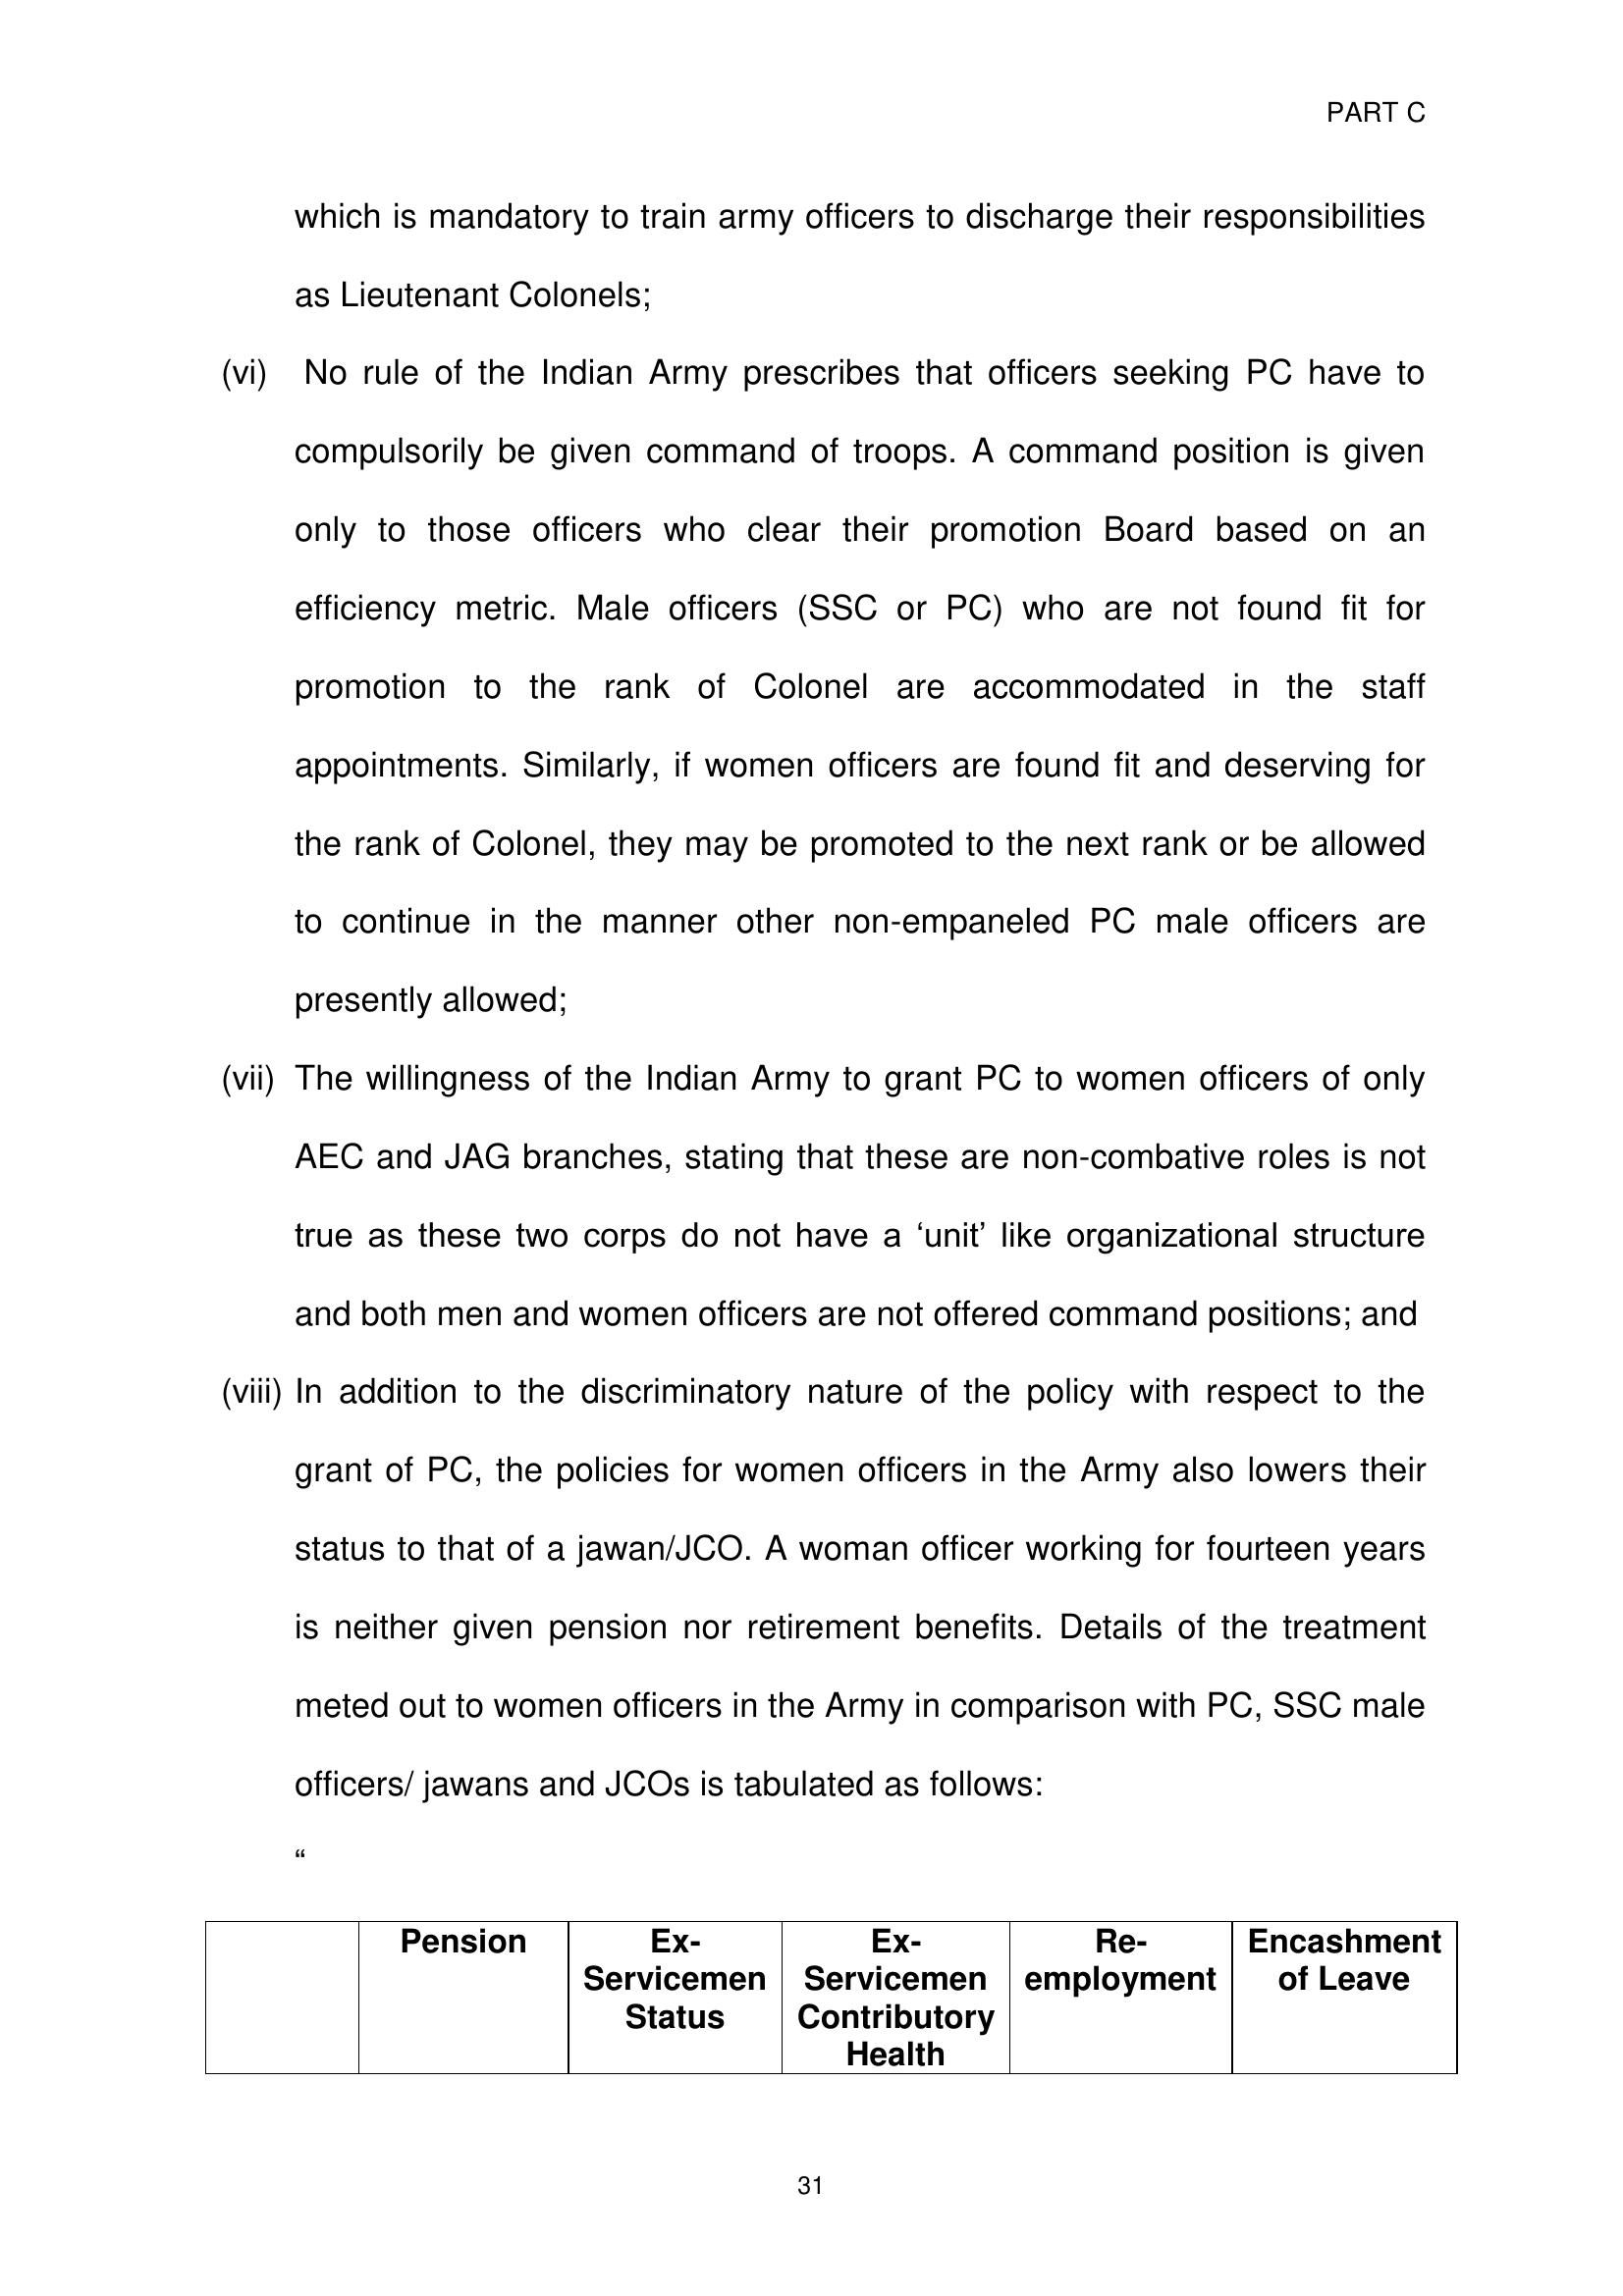 PART C
which is mandatory to train army officers to discharge their responsibilities
as Lieutenant Colonels;
(vi) No rule of the Indian Army prescribes that officers seeking PC have to
compulsorily be given command of troops. A command position is given
only to those officers who clear their promotion Board based on an
efficiency metric. Male officers (SSC or PC) who are not found fit for
promotion to the rank of Colonel are accommodated in the staff
appointments. Similarly, if women officers are found fit and deserving for
the rank of Colonel, they may be promoted to the next rank or be allowed
to continue in the manner other non-empaneled PC male officers are
presently allowed;
(vii) The willingness of the Indian Army to grant PC to women officers of only
AEC and JAG branches, stating that these are non-combative roles is not
true as these two corps do not have a ‘unit’ like organizational structure
and both men and women officers are not offered command positions; and
(viii) In addition to the discriminatory nature of the policy with respect to the
grant of PC, the policies for women officers in the Army also lowers their
status to that of a jawan/JCO. A woman officer working for fourteen years
is neither given pension nor retirement benefits. Details of the treatment
meted out to women officers in the Army in comparison with PC, SSC male
officers/ jawans and JCOs is tabulated as follows:
“
Pension
Ex-
Servicemen
Status
Ex-
Servicemen
Contributory
Health
Re-
employment
Encashment
of Leave
31